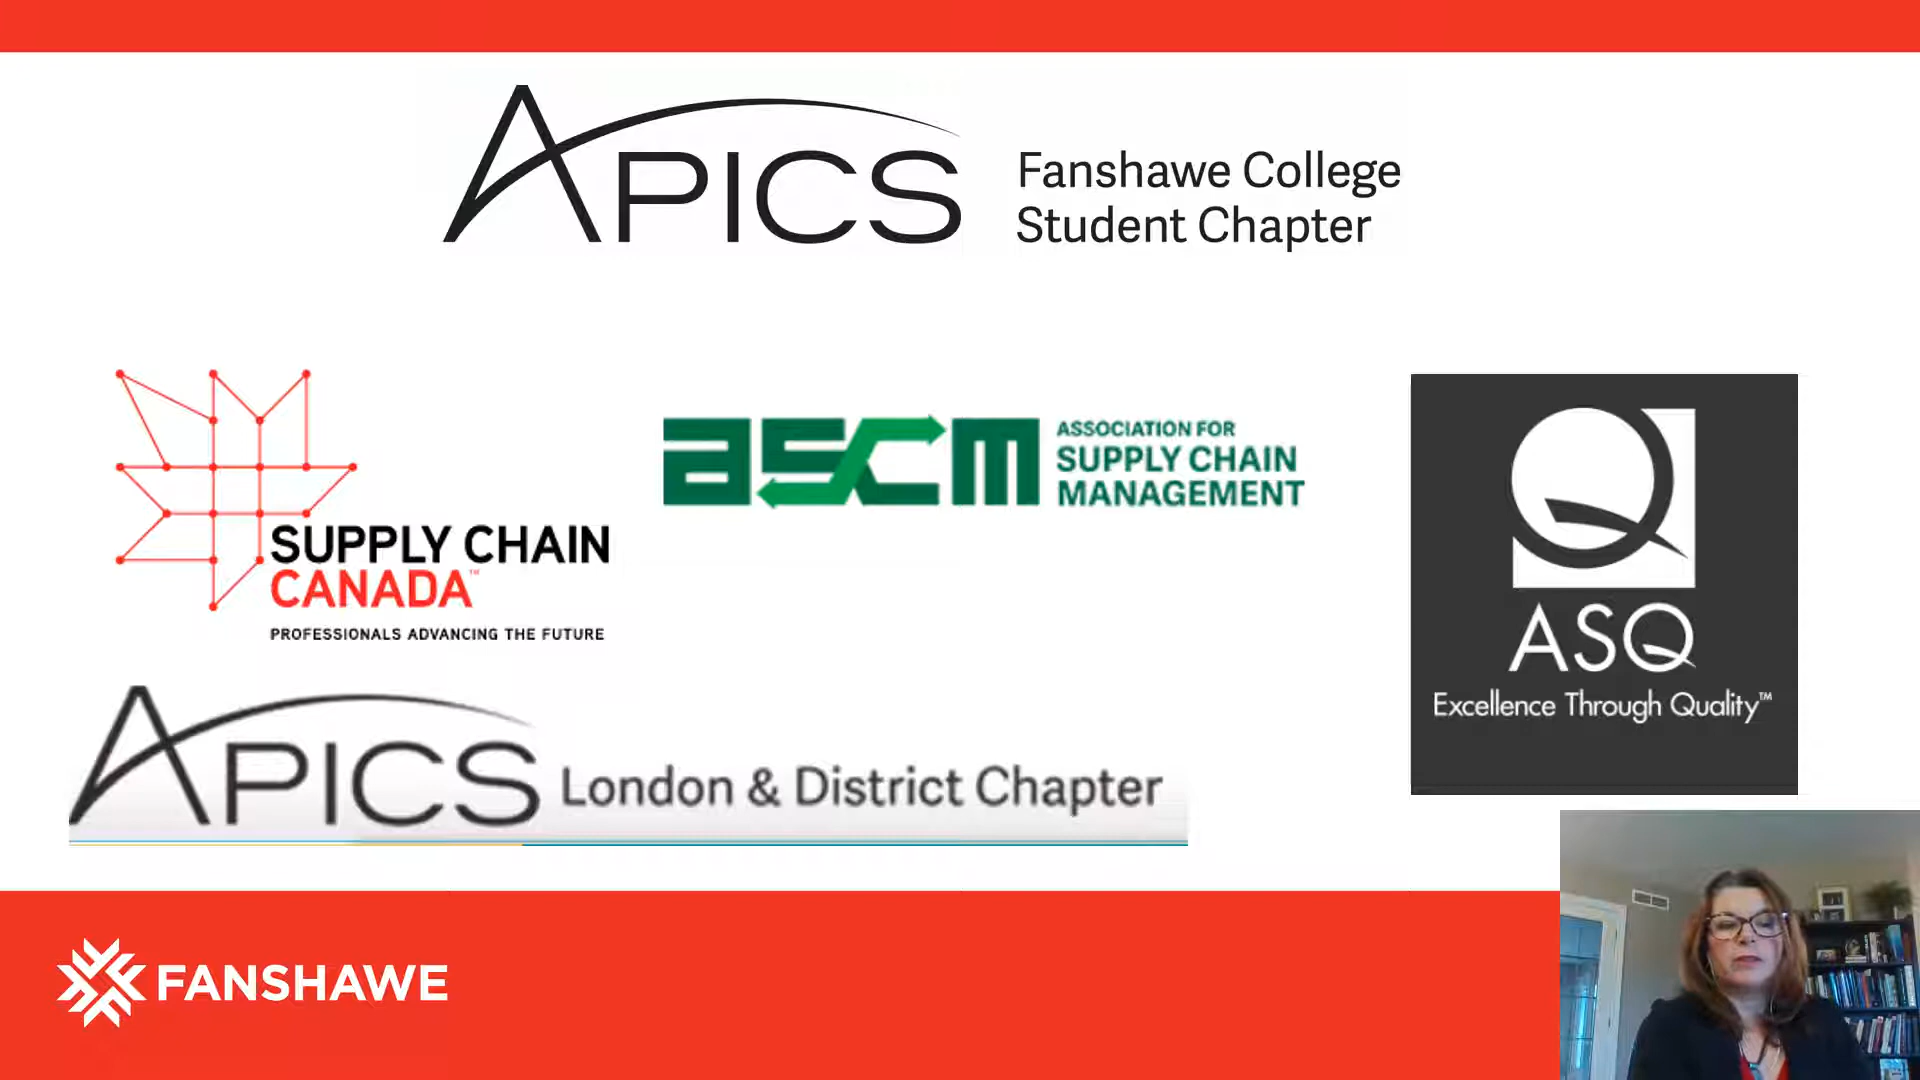 APICS
Fanshawe College
Student Chapter
SUPPLY CHAIN
CANADA™
PROFESSIONALS ADVANCING THE FUTURE
ascm
ASSOCIATION FOR
SUPPLY CHAIN
MANAGEMENT
ASQ
Excellence Through Quality™
APICS London & District Chapter
FANSHAWE